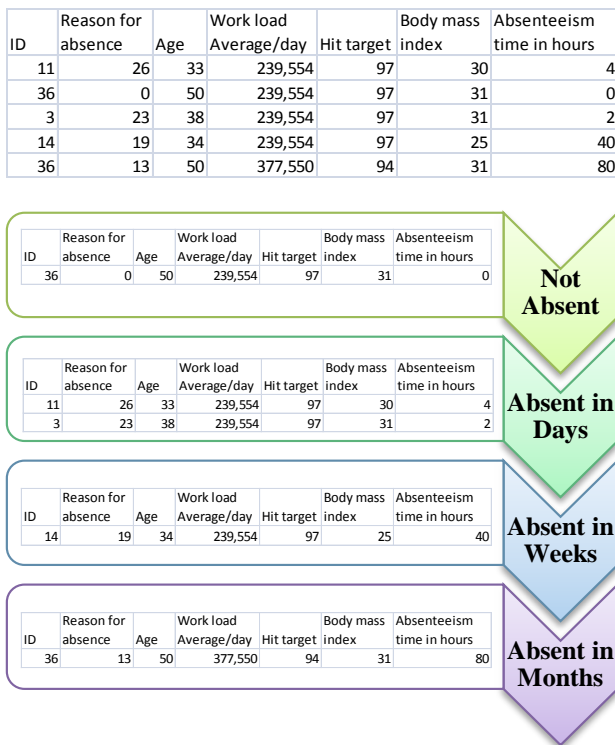 Reason for Work load Body mass Absenteeism
ID absence Age Average/day Hit target index time in hours
11 26 33 239,554 97 30 4
36 0 50 239,554 97 31 0
3 23 38 239,554 97 31 2
14 19 34 239,554 97 25 40
36 13 50 377,550 94 31 80
Reason for Work load Body mass Absenteeism
ID absence Age Average/day Hit target index time in hours
36 0 50 239,554 97 31 0
Not
Absent
Reason for Work load Body mass Absenteeism
ID absence Age Average/day Hit target index time in hours
11 26 33 239,554 97 30 4
3 23 38 239,554 97 31 2
Absent in
Days
Reason for Work load Body mass Absenteeism
ID absence Age Average/day Hit target index time in hours
14 19 34 239,554 97 25 40
Absent in
Weeks
Reason for Work load Body mass Absenteeism
ID absence Age Average/day Hit target index time in hours
36 13 50 377,550 94 31 80
Absent in
Months